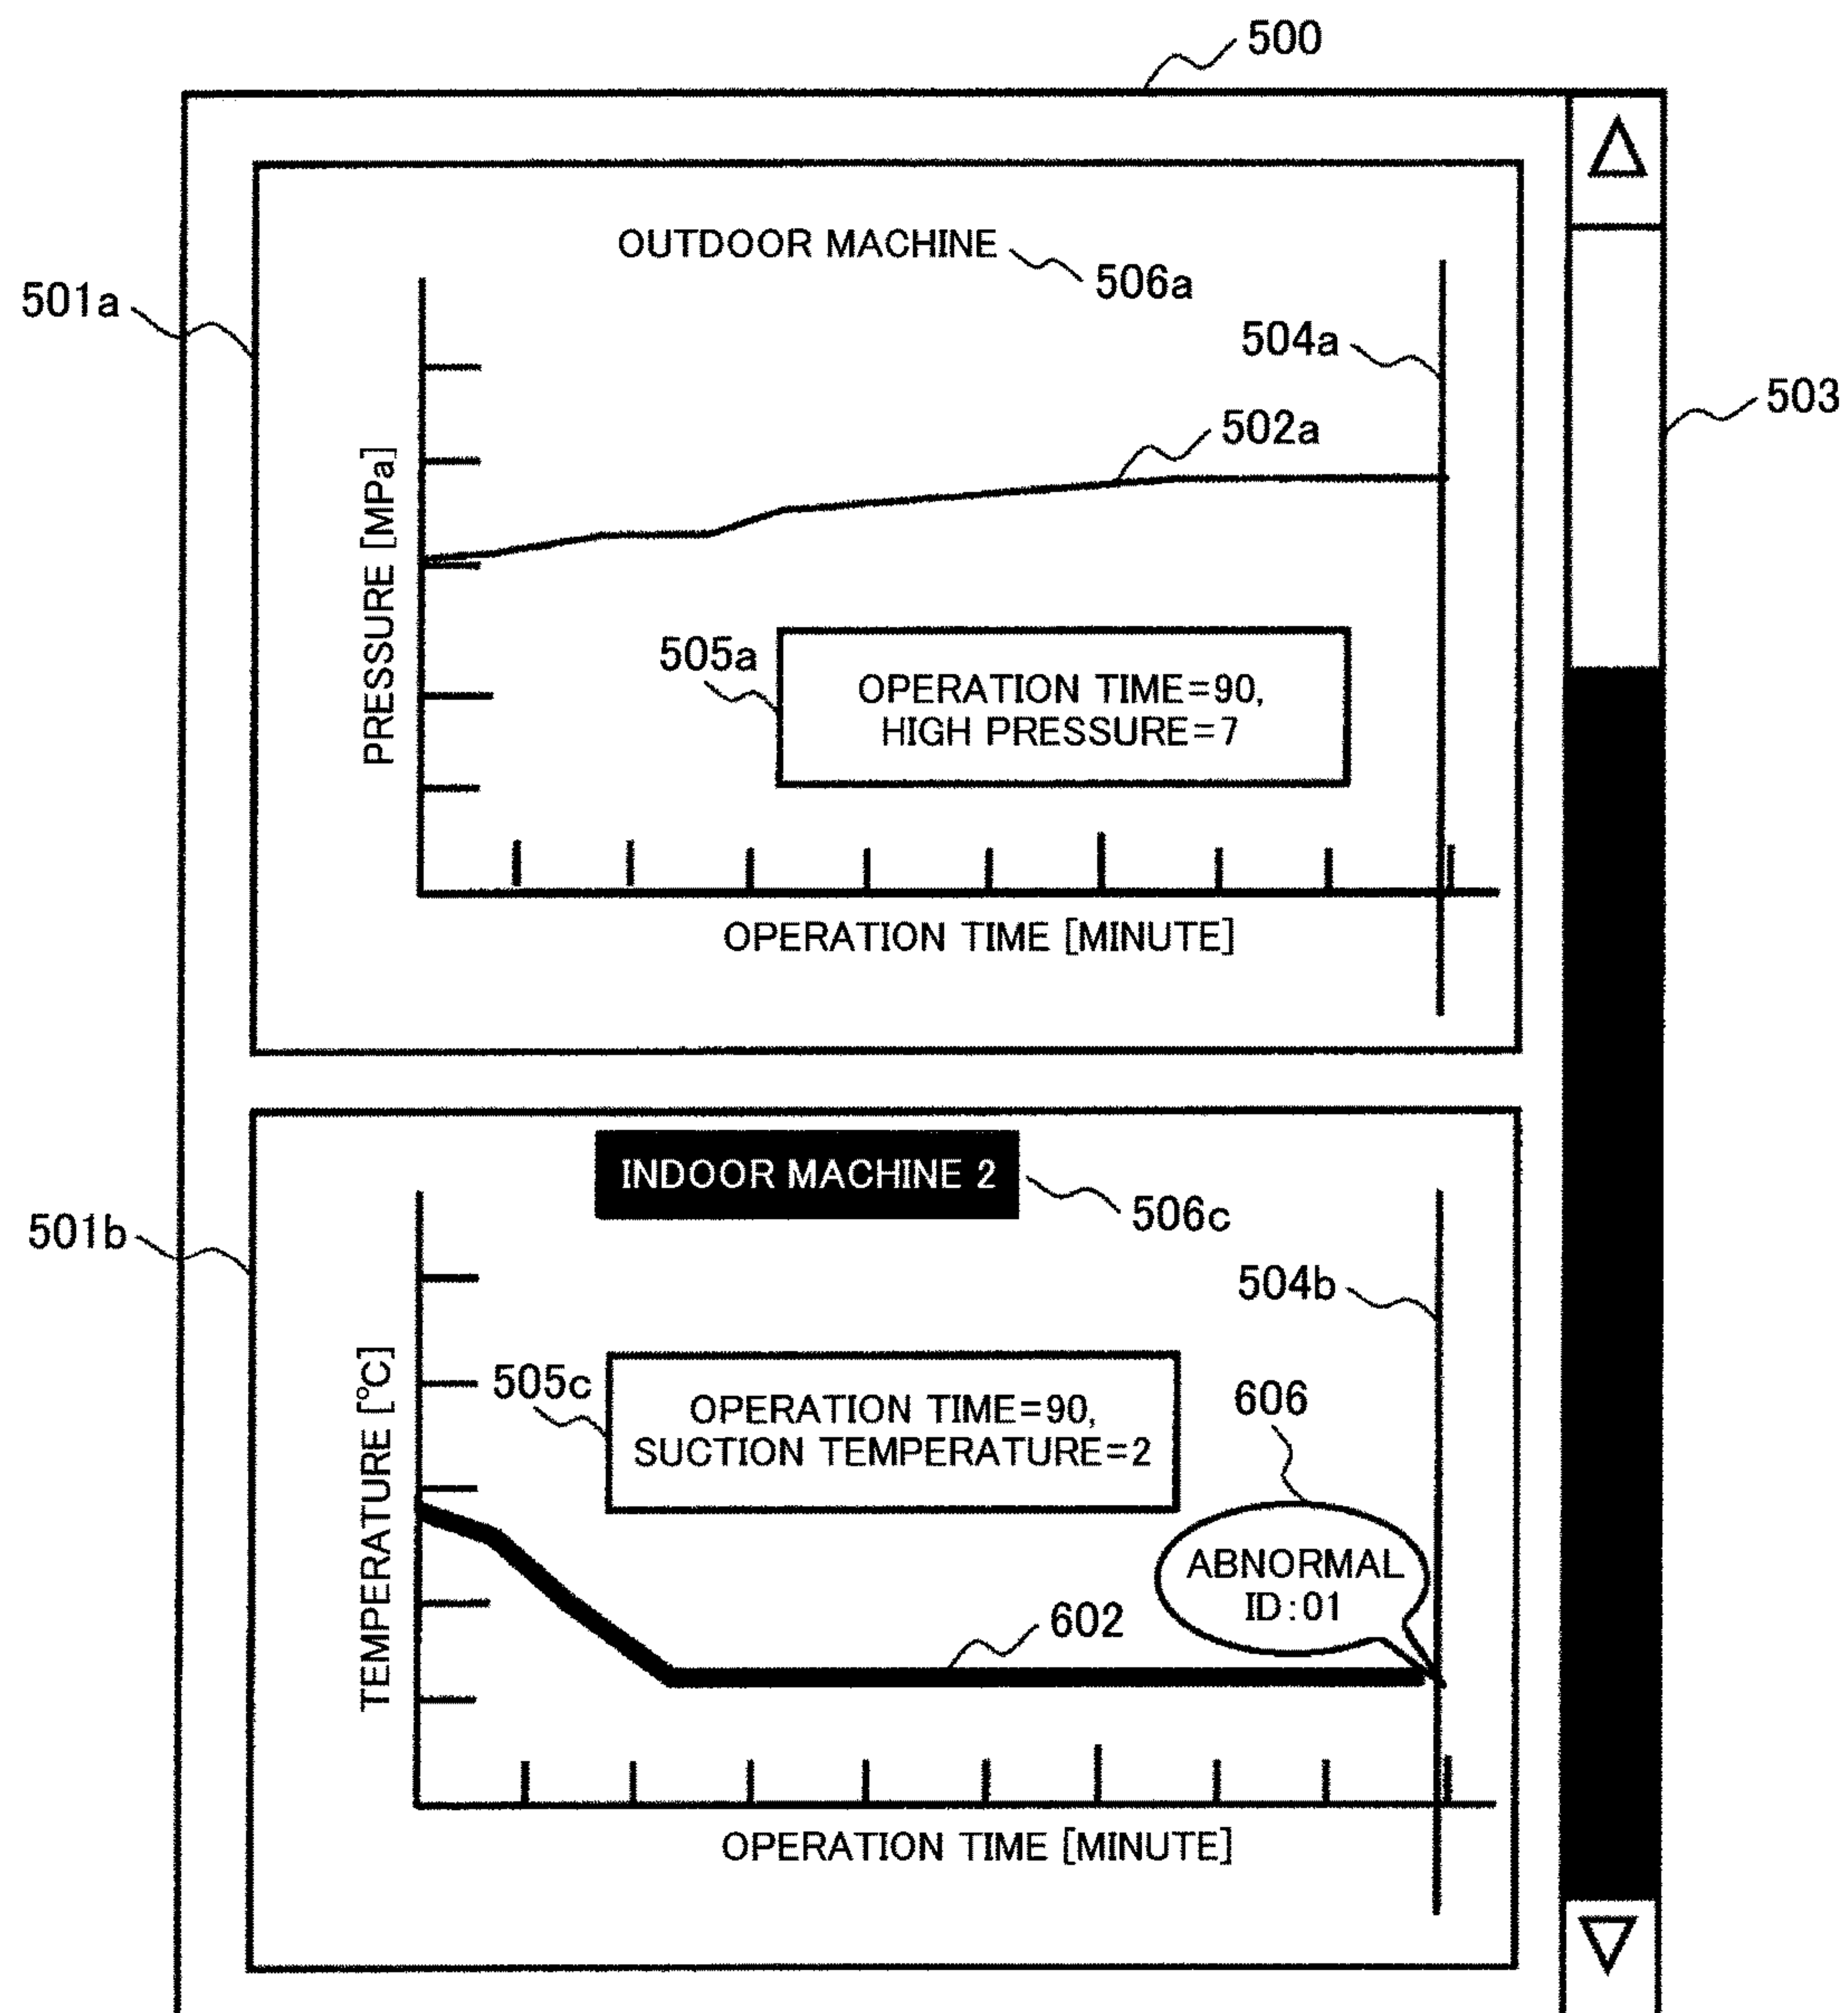 500
OUTDOOR MACHINE
506a
501a
504a
503
502a
PRESSURE [MPa]
505a
OPERATION TIME=90,
HIGH PRESSURE=7
OPERATION TIME [MINUTE]
INDOOR MACHINE 2
506c
501b
504b
TEMPERATURE [°C]
505c
OPERATION TIME=90,
SUCTION TEMPERATURE=2
606
ABNORMAL
ID:01
602
OPERATION TIME [MINUTE]